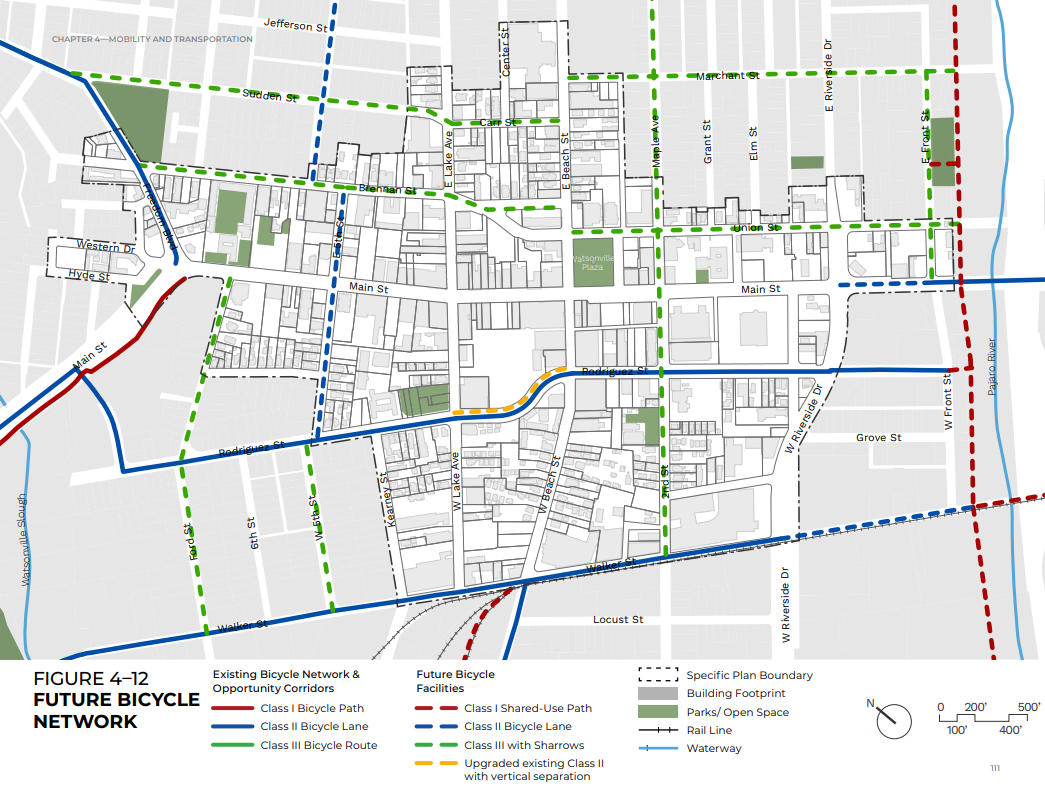 Jefferson St
CHAPTER 4—MOBILITY AND TRANSPORTATION
Center St
E Riverside Dr
Marchant St
Sudden St
Carr St
E Lake Ave
E Beach St
Maple Ave
Grant St
Elm St
E Front St
Brennan St
Freedom Blvd
E 5th St
Union St
Western Dr
Hyde St
Watsonville
Plaza
Main St
Main St
Main St
Rodriguez St
Pajaro River
W Front St
W Riverside Dr
Grove St
Rodriguez St
Kearney St
W Lake Ave
W Beach St
2nd St
Watsonville Slough
Ford St
6th St
W 5th St
Walker St
Walker St
Locust St
W Riverside Dr
FIGURE 4–12
FUTURE BICYCLE
NETWORK
Existing Bicycle Network &
Opportunity Corridors
Class I Bicycle Path
Class II Bicycle Lane
Class III Bicycle Route
Future Bicycle
Facilities
Class I Shared-Use Path
Class II Bicycle Lane
Class III with Sharrows
Upgraded existing Class II
with vertical separation
Specific Plan Boundary
Building Footprint
Parks/ Open Space
Rail Line
Waterway
N
0 200' 500'
100' 400'
111